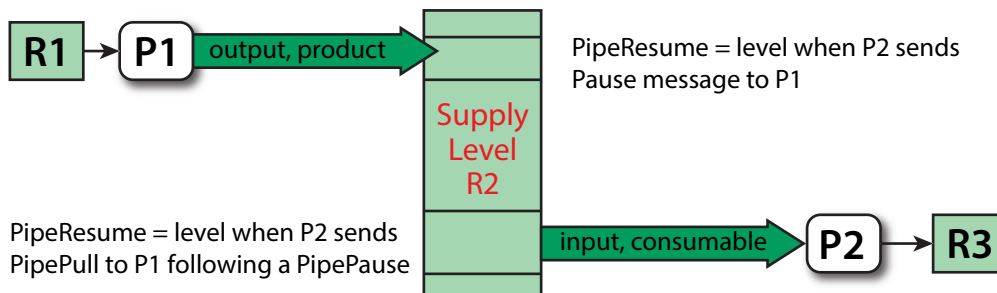 R1
P1
output, product
PipeResume = level when P2 sends
Pause message to P1
Supply
Level
R2
PipeResume = level when P2 sends
PipePull to P1 following a PipePause
input, consumable
P2
R3